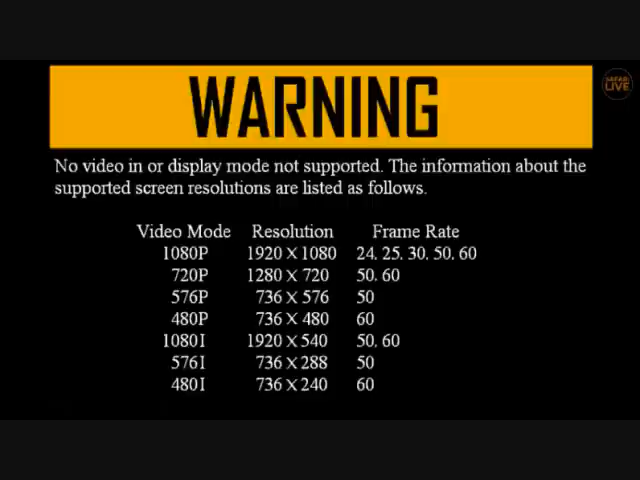 WARNING
SAFARI
LIVE
No video in or display mode not supported. The information about the
supported screen resolutions are listed as follows.
Video Mode Resolution Frame Rate
1080P 1920 X 1080 24, 25, 30, 50, 60
720P 1280 X 720 50, 60
576P 736 X 576 50
480P 736 X 480 60
1080I 1920 X 540 50, 60
576I 736 X 288 50
480I 736 X 240 60